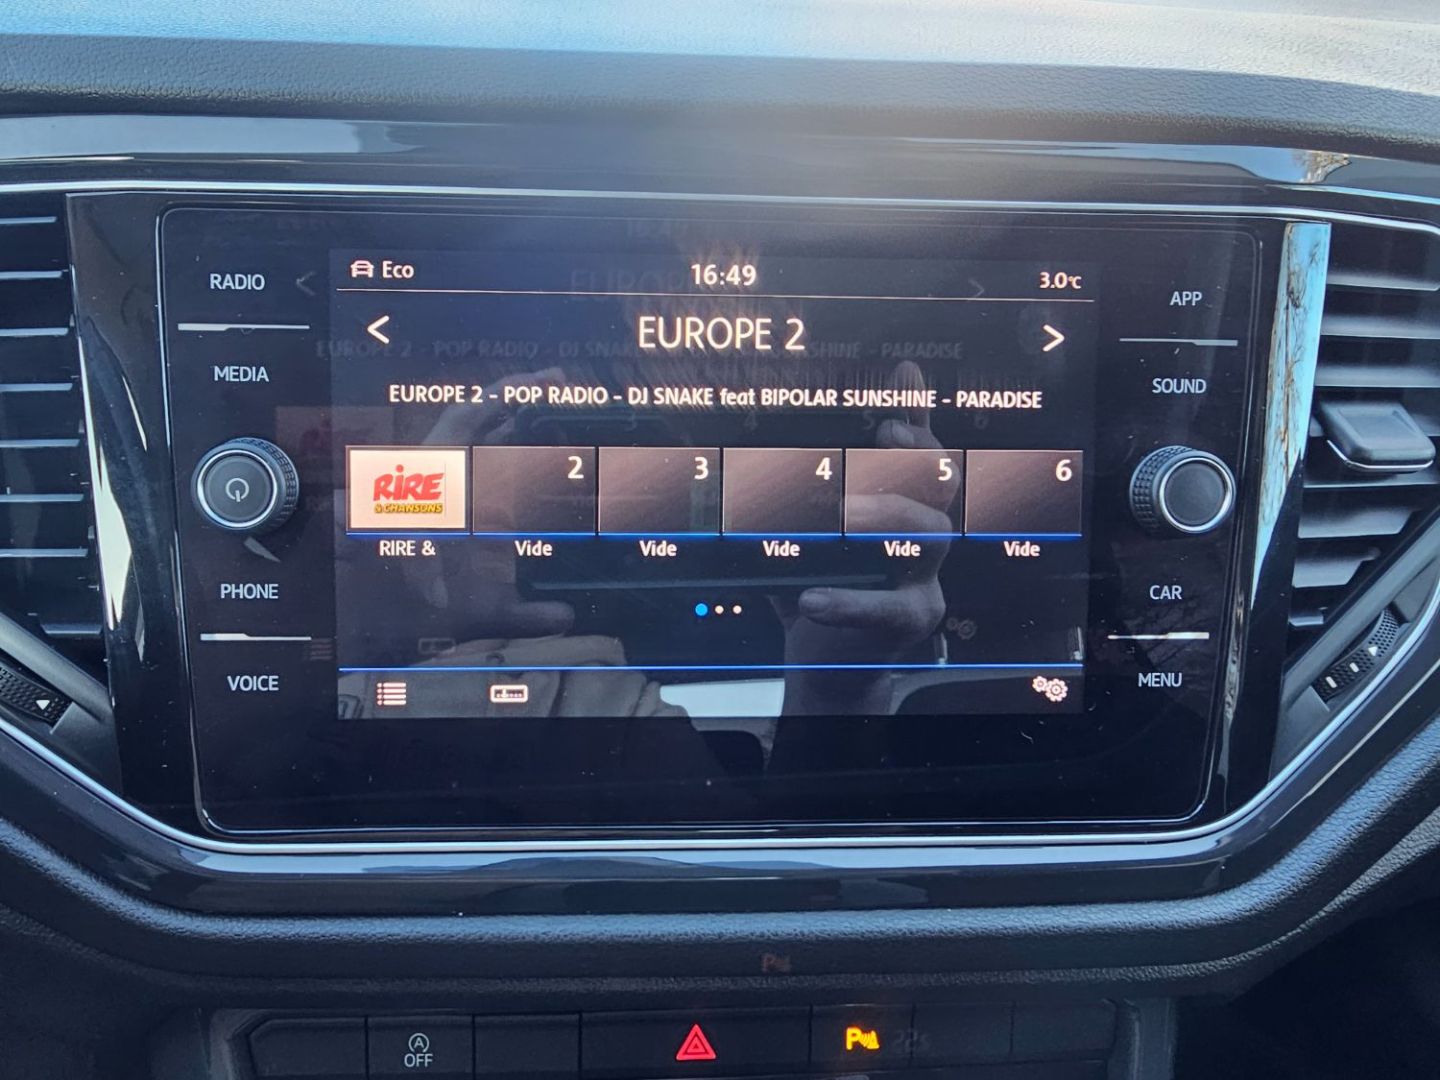 RADIO
MEDIA
PHONE
VOICE
Eco
16:49
3.0°C
< EUROPE 2 >
EUROPE 2 - POP RADIO - DJ SNAKE feat BIPOLAR SUNSHINE - PARADISE
RIRE
& CHANSONS
2
3
4
5
6
RIRE &
Vide
Vide
Vide
Vide
Vide
APP
SOUND
CAR
MENU
A
OFF
P